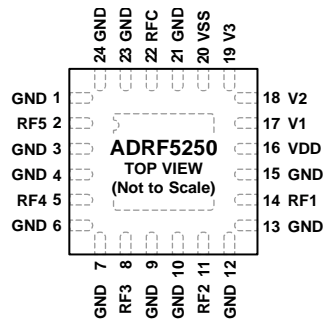 24 GND
23 GND
22 RFC
21 GND
20 VSS
19 V3
GND 1
RF5 2
GND 3
GND 4
RF4 5
GND 6
ADRF5250
TOP VIEW
(Not to Scale)
18 V2
17 V1
16 VDD
15 GND
14 RF1
13 GND
GND 7
RF3 8
GND 9
GND 10
RF2 11
GND 12